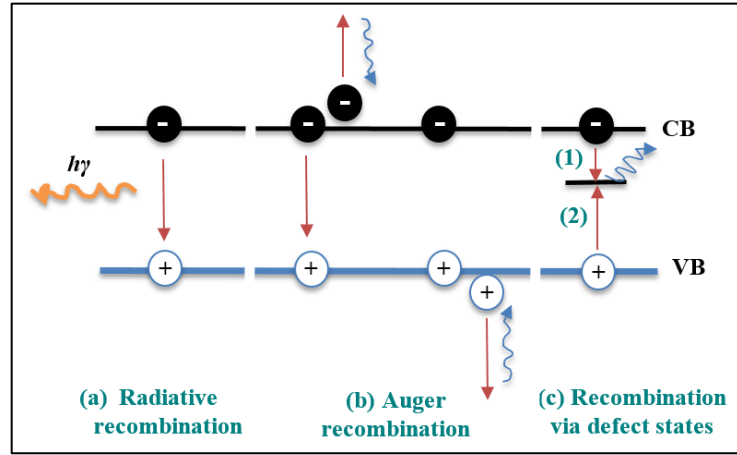 -
-
-
-
CB
(1)
hγ
(2)
+
+
+
+
VB
+
(a) Radiative
recombination
(b) Auger
recombination
(c) Recombination
via defect states